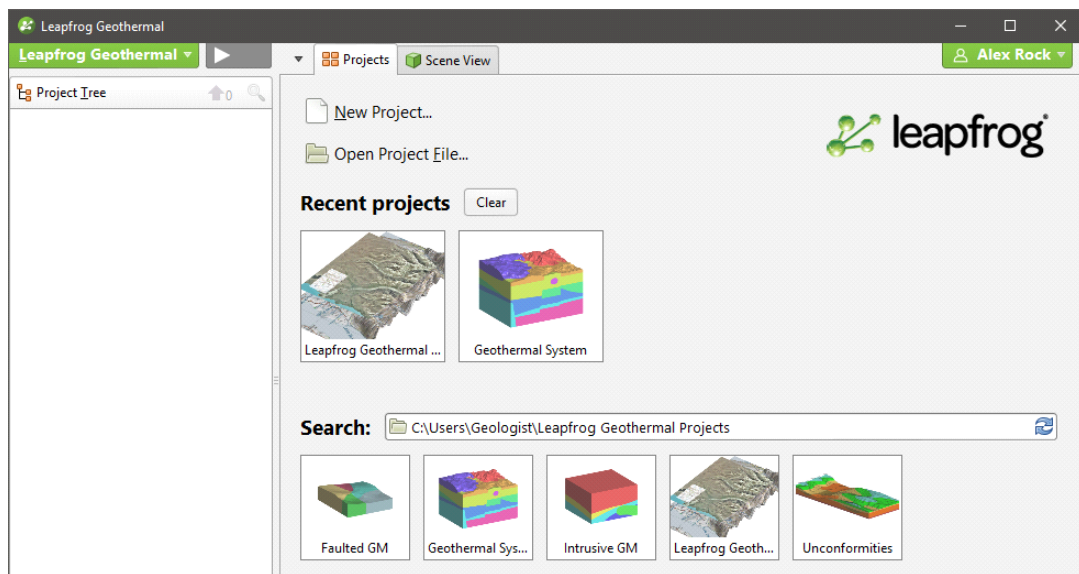 Leapfrog Geothermal
Leapfrog Geothermal
Projects
Scene View
Alex Rock
Project Tree
0
New Project...
Open Project File...
leapfrog
Recent projects
Clear
Leapfrog Geothermal ...
Geothermal System
Search:
C:\Users\Geologist\Leapfrog Geothermal Projects
Faulted GM
Geothermal Sys...
Intrusive GM
Leapfrog Geoth...
Unconformities